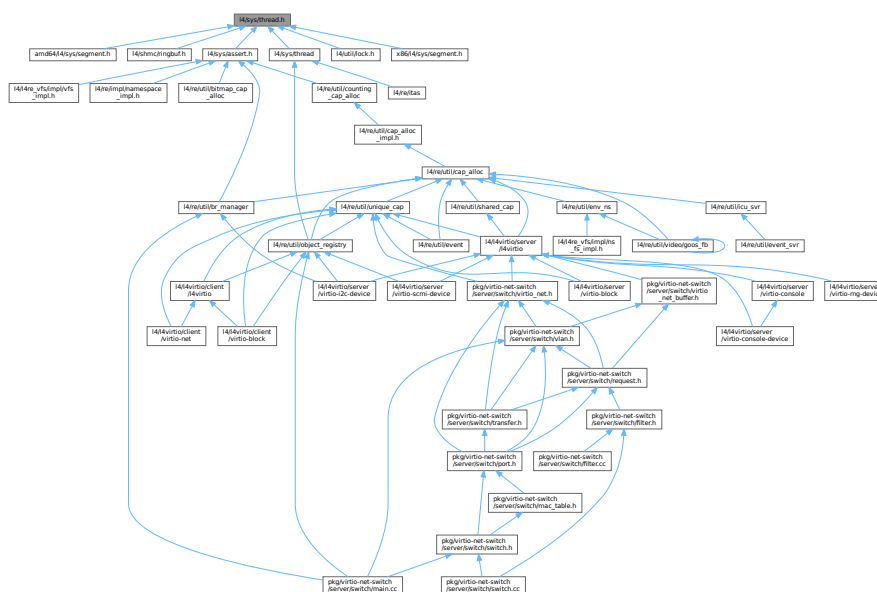 l4/sys/thread.h
amd64/l4/sys/segment.h
l4/shmc/ringbuf.h
l4/sys/assert.h
l4/sys/thread
l4/util/lock.h
x86/l4/sys/segment.h
l4/l4re_vfs/impl/vfs
_impl.h
l4/re/impl/namespace
_impl.h
l4/re/util/bitmap_cap
_alloc
l4/re/util/counting
_cap_alloc
l4/re/itas
l4/re/util/cap_alloc
_impl.h
l4/re/util/cap_alloc
l4/re/util/br_manager
l4/re/util/unique_cap
l4/re/util/shared_cap
l4/re/util/env_ns
l4/re/util/icu_svr
l4/re/util/object_registry
l4/re/util/event
l4/l4virtio/server
/l4virtio
l4/l4re_vfs/impl/ns
_fs_impl.h
l4/re/util/video/goos_fb
l4/re/util/event_svr
l4/l4virtio/client
/l4virtio
l4/l4virtio/server
/virtio-i2c-device
l4/l4virtio/server
/virtio-scmi-device
pkg/virtio-net-switch
/server/switch/virtio_net.h
l4/l4virtio/server
/virtio-block
pkg/virtio-net-switch
/server/switch/virtio
_net_buffer.h
l4/l4virtio/server
/virtio-console
l4/l4virtio/server
/virtio-rng-device
l4/l4virtio/client
/virtio-net
l4/l4virtio/client
/virtio-block
pkg/virtio-net-switch
/server/switch/vlan.h
l4/l4virtio/server
/virtio-console-device
pkg/virtio-net-switch
/server/switch/request.h
pkg/virtio-net-switch
/server/switch/transfer.h
pkg/virtio-net-switch
/server/switch/filter.h
pkg/virtio-net-switch
/server/switch/port.h
pkg/virtio-net-switch
/server/switch/filter.cc
pkg/virtio-net-switch
/server/switch/mac_table.h
pkg/virtio-net-switch
/server/switch/switch.h
pkg/virtio-net-switch
/server/switch/main.cc
pkg/virtio-net-switch
/server/switch/switch.cc